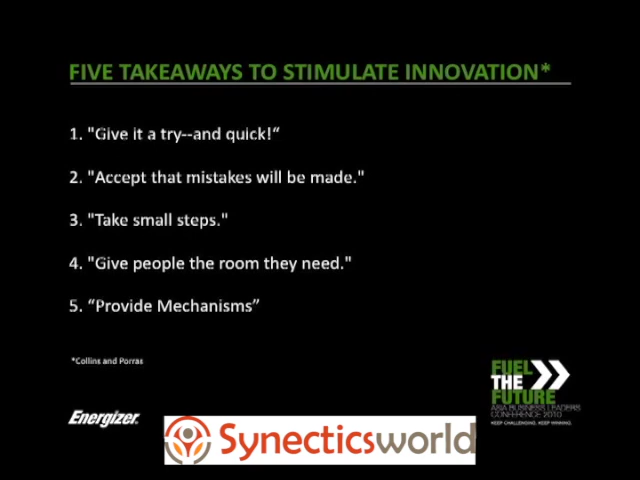 FIVE TAKEAWAYS TO STIMULATE INNOVATION*
1. "Give it a try--and quick!“
2. "Accept that mistakes will be made."
3. "Take small steps."
4. "Give people the room they need."
5. “Provide Mechanisms”
*Collins and Porras
FUEL
THE
FUTURE
ASIA BUSINESS LEADERS
CONFERENCE 2010
KEEP CHALLENGING. KEEP WINNING.
Energizer.
Synecticsworld